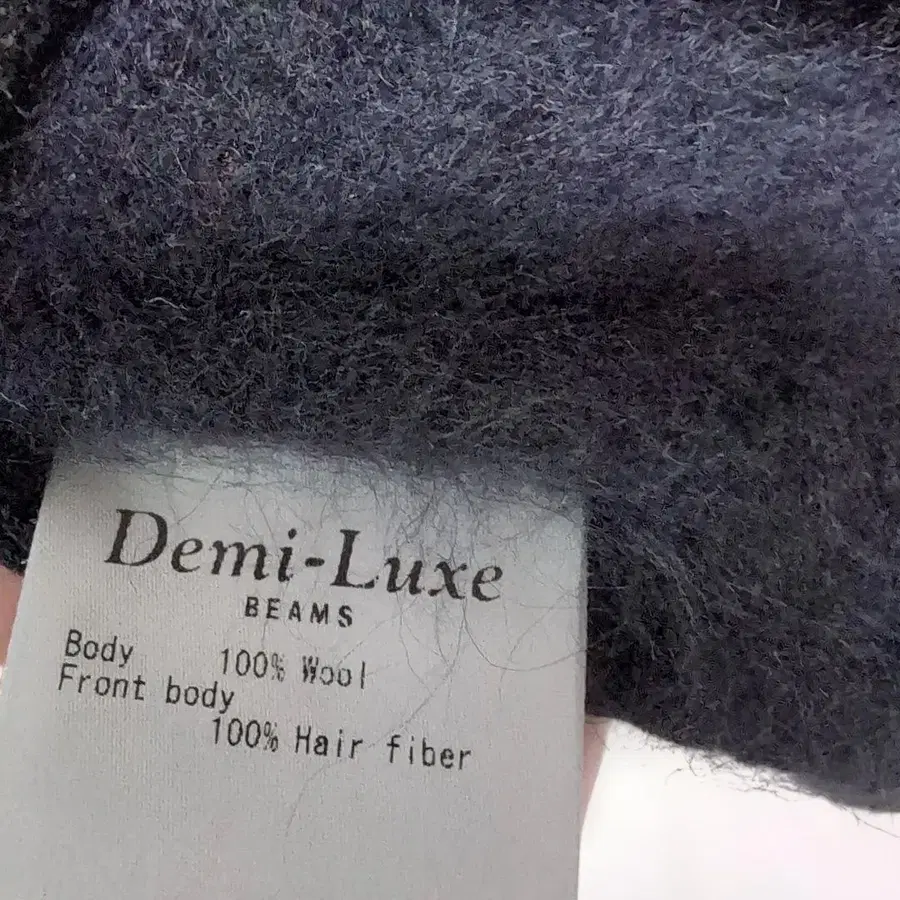 Demi-Luxe
BEAMS
Body 100% Wool
Front body
100% Hair fiber